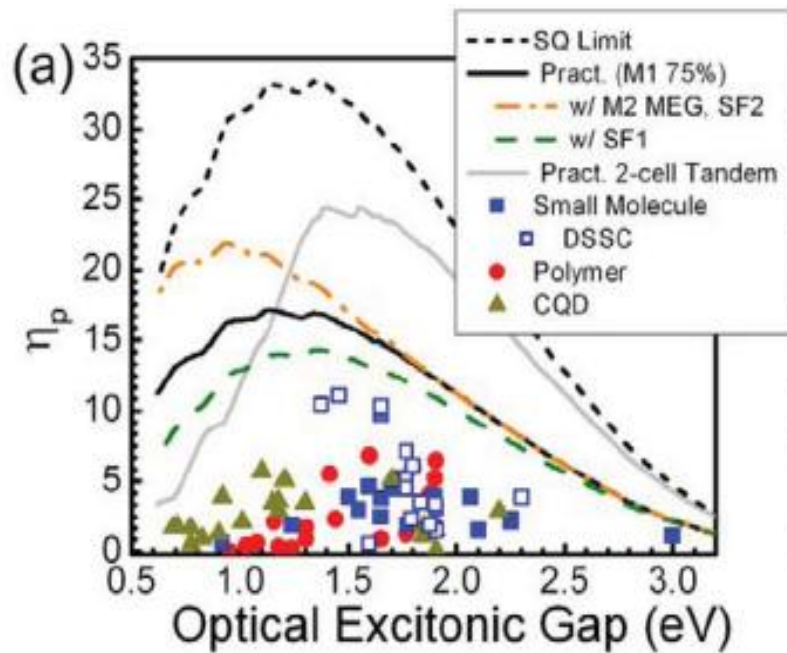 (a)
35
30
25
20
15
10
5
0
ηp
0.5 1.0 1.5 2.0 2.5 3.0
Optical Excitonic Gap (eV)
SQ Limit
Pract. (M1 75%)
w/ M2 MEG, SF2
w/ SF1
Pract. 2-cell Tandem
Small Molecule
DSSC
Polymer
CQD